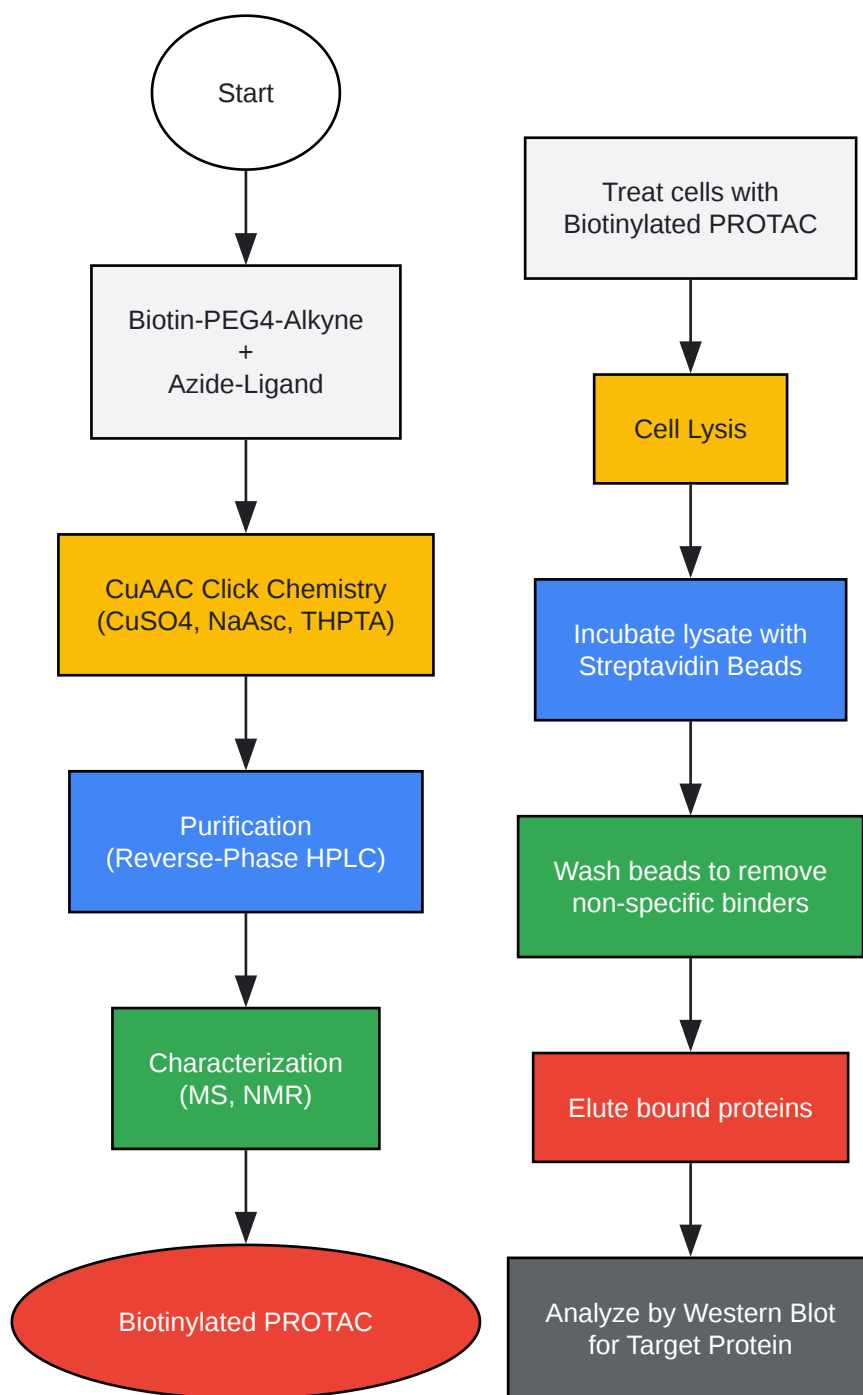 Start
Biotin-PEG4-Alkyne
+
Azide-Ligand
CuAAC Click Chemistry
(CuSO4, NaAsc, THPTA)
Purification
(Reverse-Phase HPLC)
Characterization
(MS, NMR)
Biotinylated PROTAC
Treat cells with
Biotinylated PROTAC
Cell Lysis
Incubate lysate with
Streptavidin Beads
Wash beads to remove
non-specific binders
Elute bound proteins
Analyze by Western Blot
for Target Protein